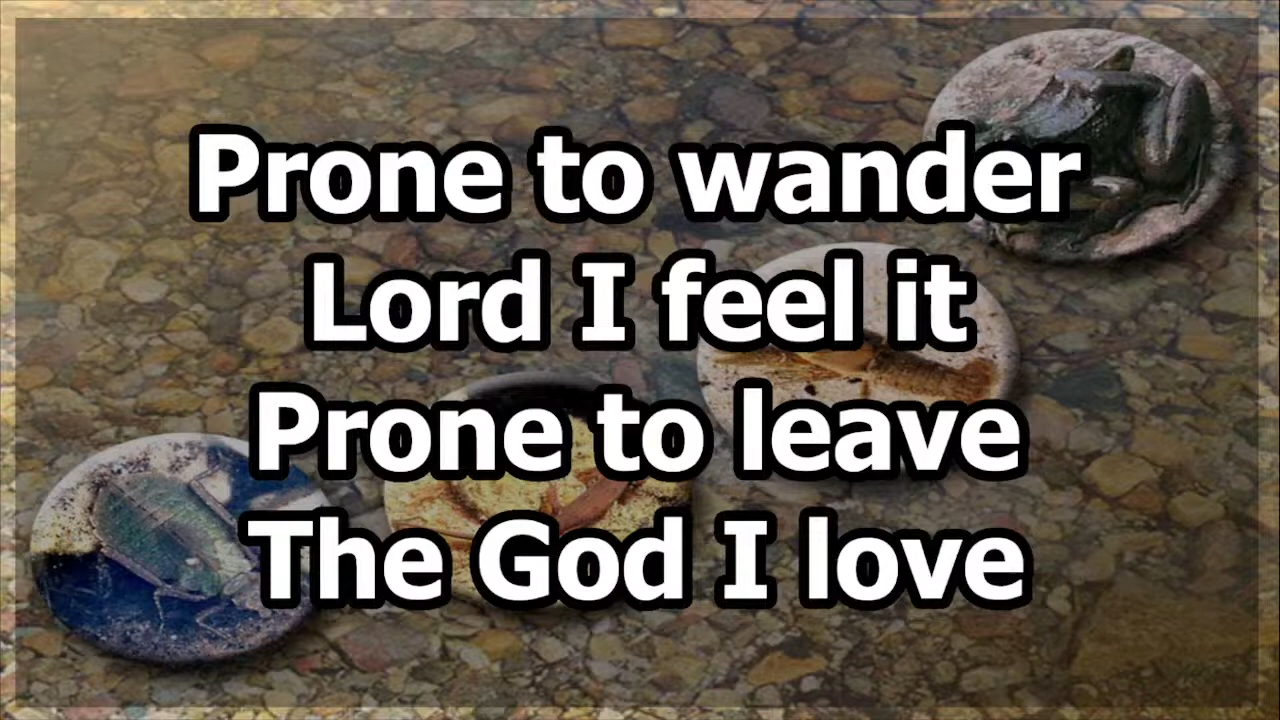 Prone to wander
Lord I feel it
Prone to leave
The God I love